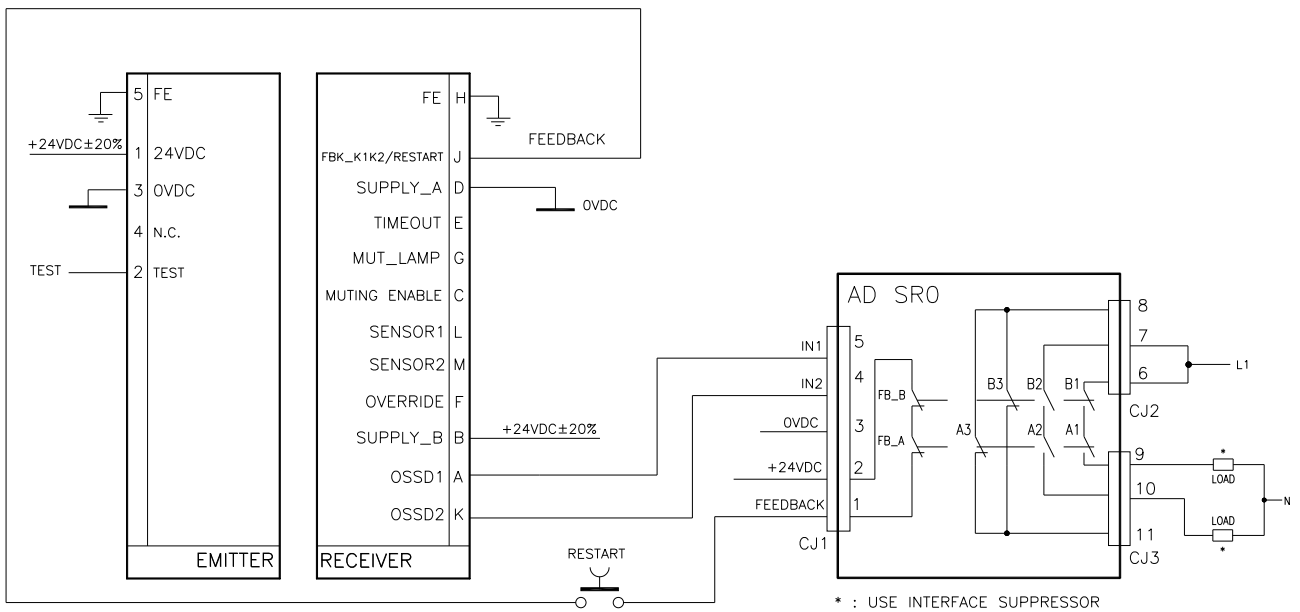 5 FE
+24VDC±20%
1 24VDC
3 0VDC
4 N.C.
TEST 2 TEST
EMITTER
FE H
FEEDBACK
FBK_K1K2/RESTART J
SUPPLY_A D
0VDC
TIMEOUT E
MUT_LAMP G
MUTING ENABLE C
SENSOR1 L
SENSOR2 M
OVERRIDE F
SUPPLY_B B
+24VDC±20%
OSSD1 A
OSSD2 K
RECEIVER
RESTART
AD SR0
IN1 5
IN2 4
0VDC 3
+24VDC 2
FEEDBACK 1
CJ1
FB_B
FB_A
B3 B2 B1
A3 A2 A1
8
7
6
L1
CJ2
9
10
11
CJ3
*
LOAD
N
LOAD
*
* : USE INTERFACE SUPPRESSOR